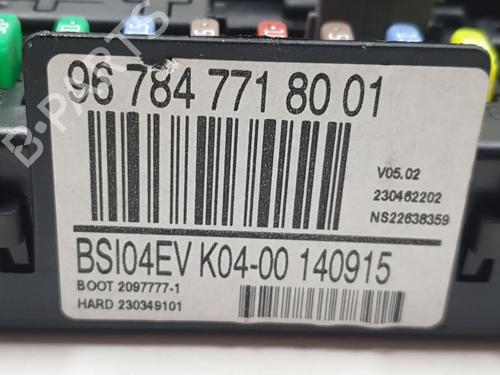 B-PARTS
96 784 771 80 01
V05.02
230462202
NS22638359
BSI04EV K04-00 140915
BOOT 2097777-1
HARD 230349101